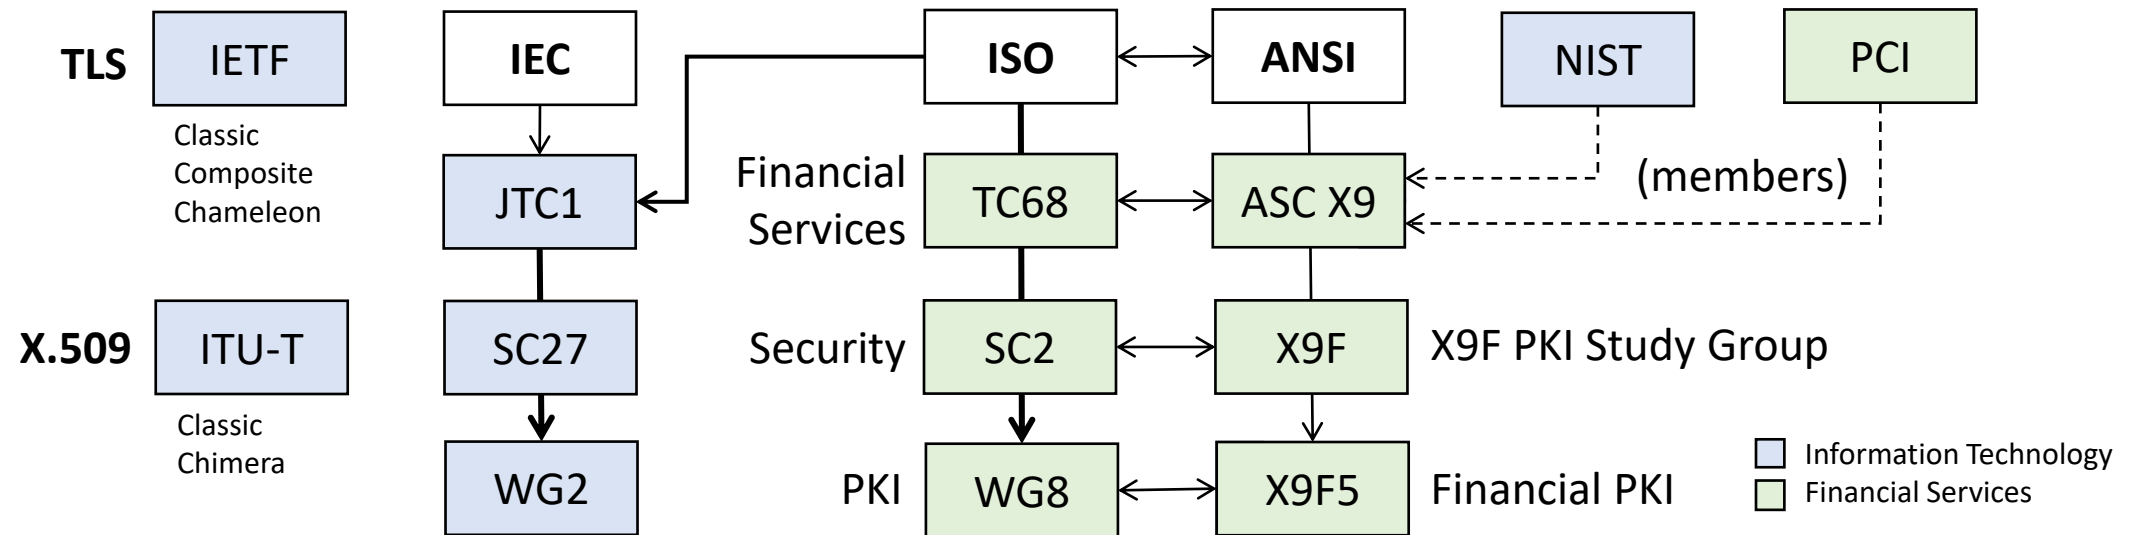 TLS
IETF
IEC
ISO
ANSI
NIST
PCI
Classic
Composite
Chameleon
JTC1
Financial
Services
TC68
ASC X9
(members)
X.509
ITU-T
SC27
Security
SC2
X9F
X9F PKI Study Group
Classic
Chimera
WG2
PKI
WG8
X9F5
Financial PKI
Information Technology
Financial Services